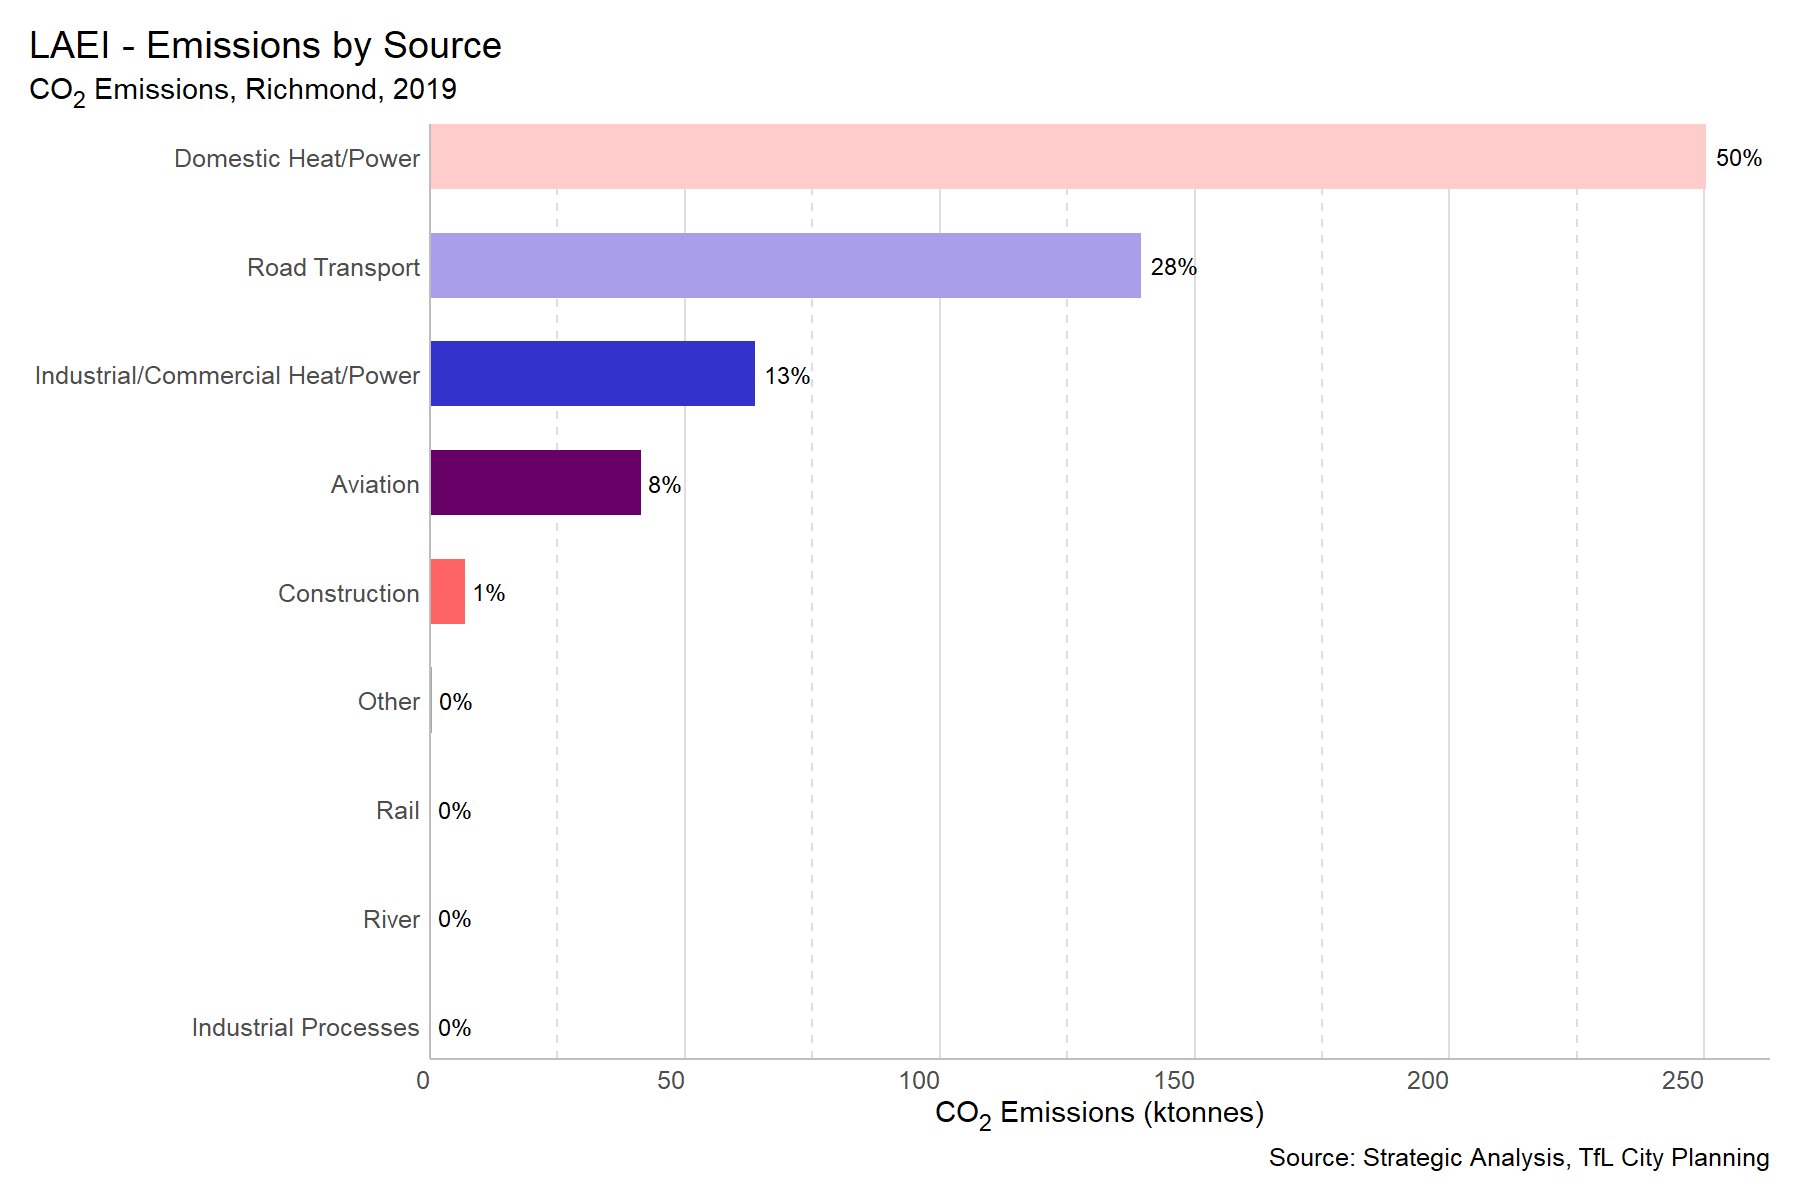 LAEI - Emissions by Source
CO₂ Emissions, Richmond, 2019
Domestic Heat/Power 50%
Road Transport 28%
Industrial/Commercial Heat/Power 13%
Aviation 8%
Construction 1%
Other 0%
Rail 0%
River 0%
Industrial Processes 0%
0 50 100 150 200 250
CO₂ Emissions (ktonnes)
Source: Strategic Analysis, TfL City Planning